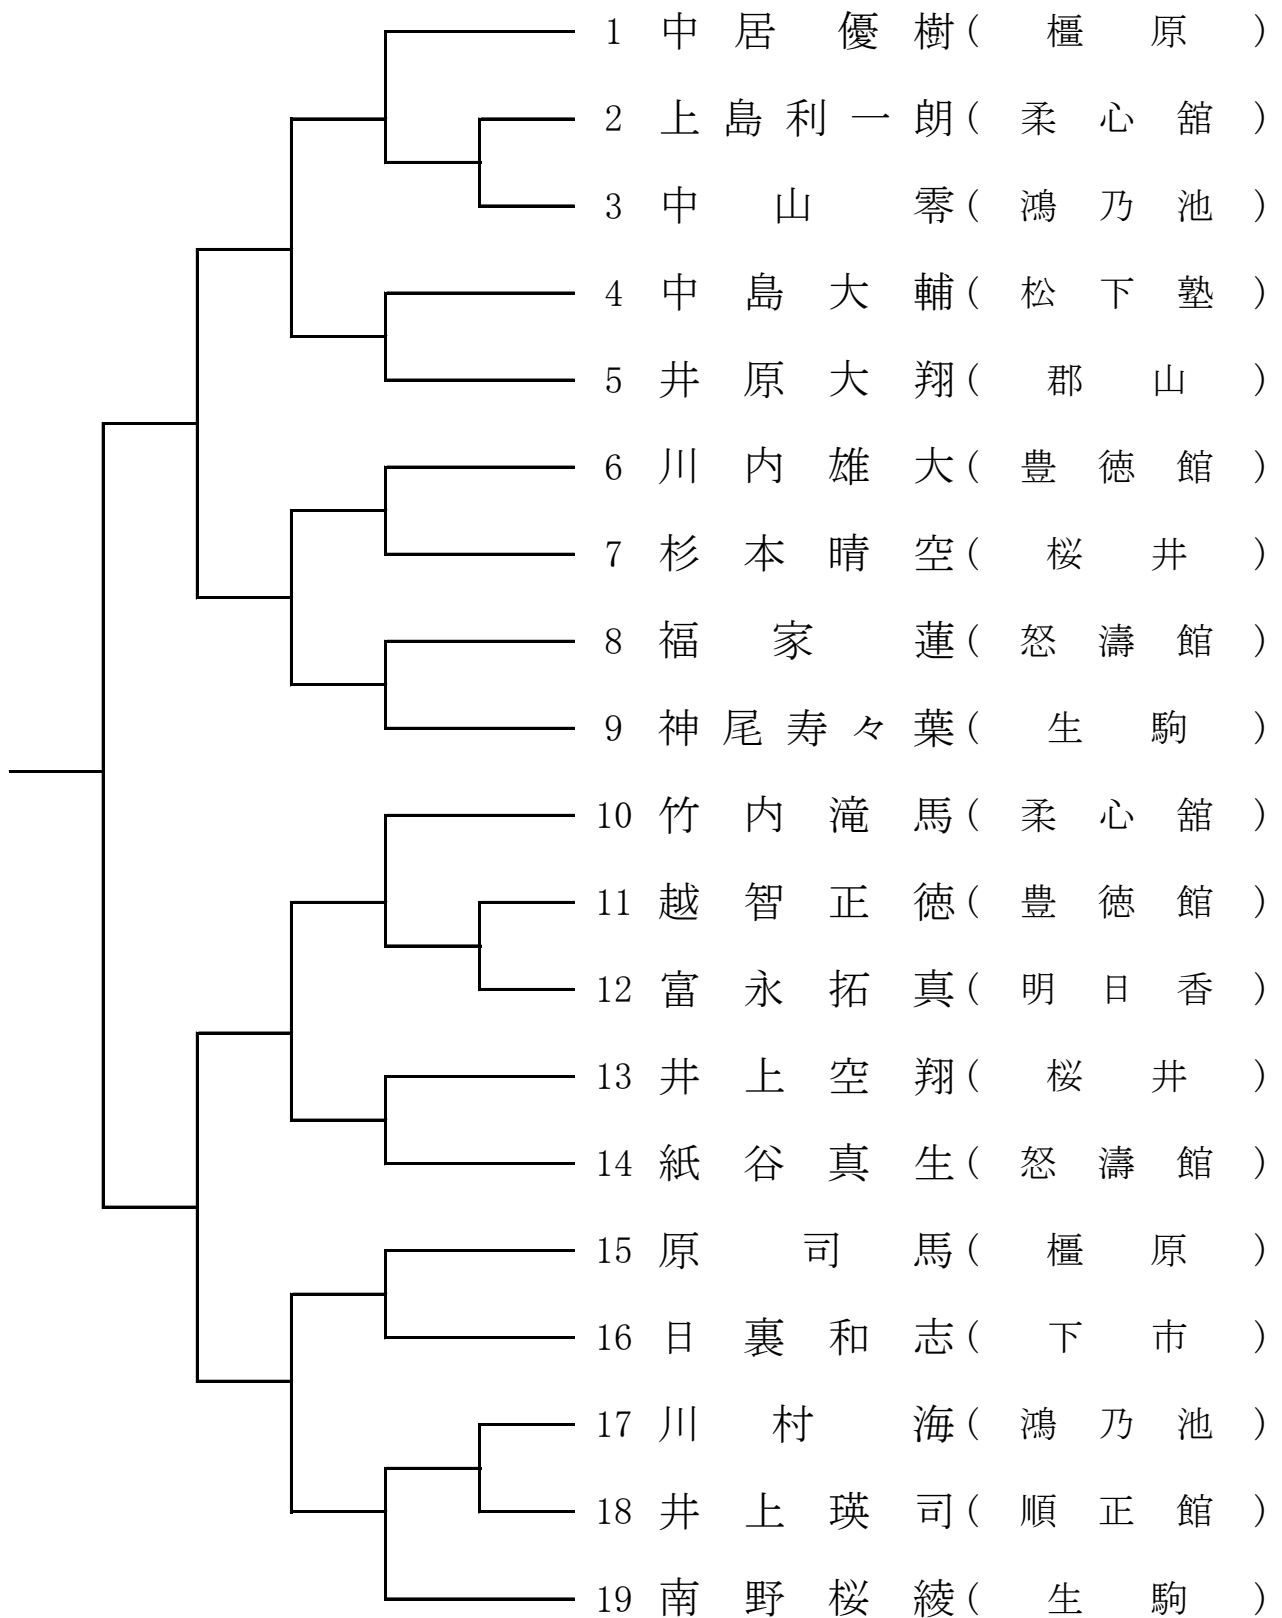 1 中居 優樹( 橿原 )
2 上島利一朗( 柔心舘 )
3 中山 零( 鴻乃池 )
4 中島大輔( 松下塾 )
5 井原大翔( 郡山 )
6 川内雄大( 豊徳館 )
7 杉本晴空( 桜井 )
8 福家 蓮( 怒濤館 )
9 神尾寿々葉( 生駒 )
10 竹内滝馬( 柔心舘 )
11 越智正徳( 豊徳館 )
12 富永拓真( 明日香 )
13 井上空翔( 桜井 )
14 紙谷真生( 怒濤館 )
15 原 司馬( 橿原 )
16 日裏和志( 下市 )
17 川村 海( 鴻乃池 )
18 井上瑛司( 順正館 )
19 南野桜綾( 生駒 )